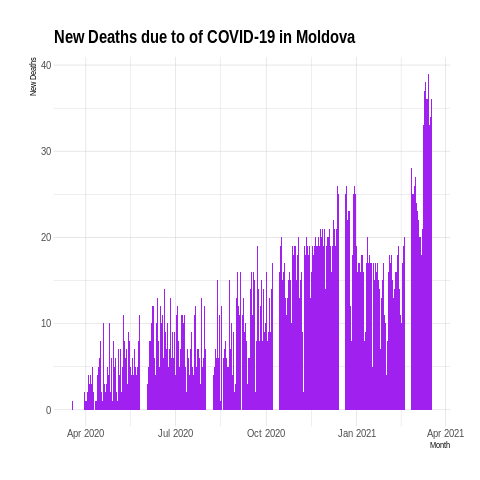 New Deaths due to of COVID-19 in Moldova
New Deaths
40
30
20
10
0
Apr 2020
Jul 2020
Oct 2020
Jan 2021
Apr 2021
Month